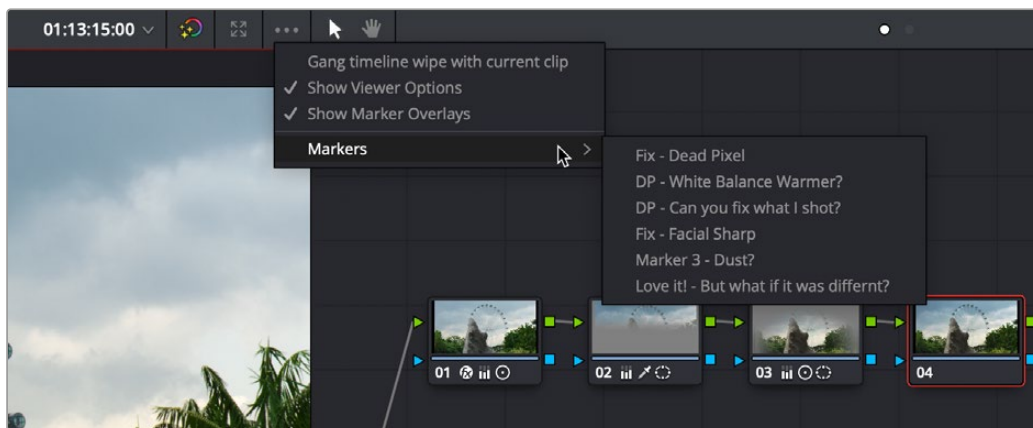 01:13:15:00
Gang timeline wipe with current clip
Show Viewer Options
Show Marker Overlays
Markers
Fix - Dead Pixel
DP - White Balance Warmer?
DP - Can you fix what I shot?
Fix - Facial Sharp
Marker 3 - Dust?
Love it! - But what if it was differnt?
01
02
03
04